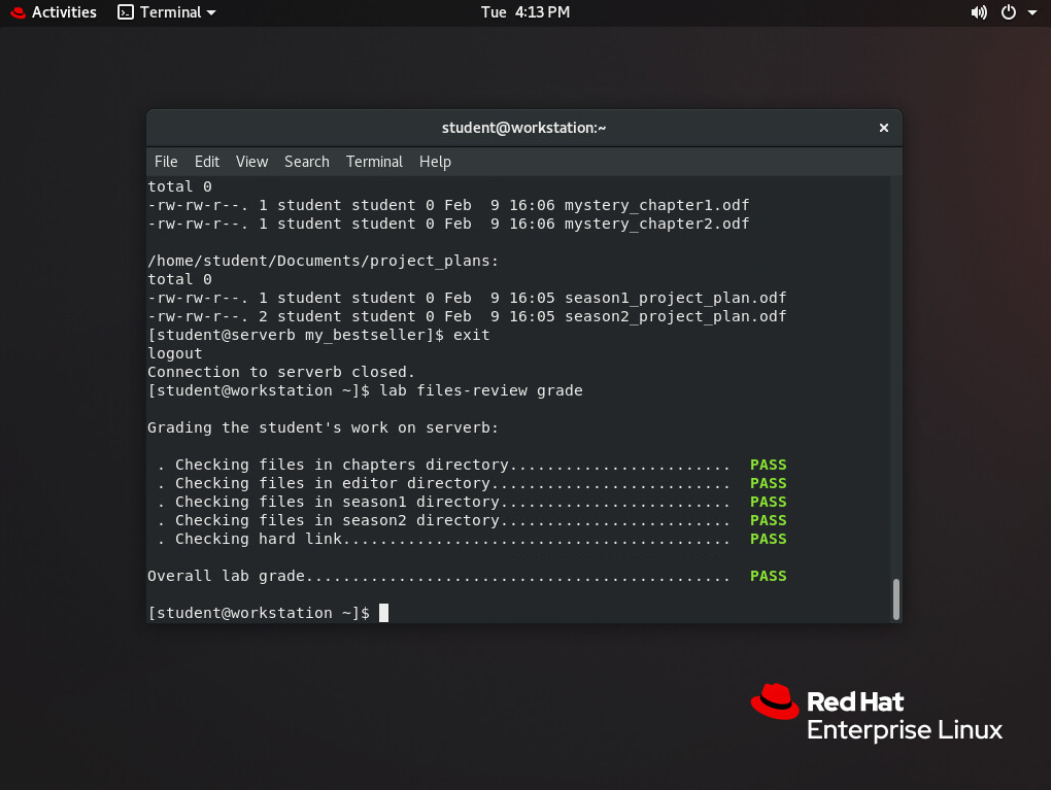 Activities Terminal Tue 4:13 PM
student@workstation:~ ×
File Edit View Search Terminal Help
total 0
-rw-rw-r--. 1 student student 0 Feb  9 16:06 mystery_chapter1.odf
-rw-rw-r--. 1 student student 0 Feb  9 16:06 mystery_chapter2.odf
/home/student/Documents/project_plans:
total 0
-rw-rw-r--. 1 student student 0 Feb  9 16:05 season1_project_plan.odf
-rw-rw-r--. 2 student student 0 Feb  9 16:05 season2_project_plan.odf
[student@serverb my_bestseller]$ exit
logout
Connection to serverb closed.
[student@workstation ~]$ lab files-review grade
Grading the student's work on serverb:
 . Checking files in chapters directory........................  PASS
 . Checking files in editor directory..........................  PASS
 . Checking files in season1 directory.........................  PASS
 . Checking files in season2 directory.........................  PASS
 . Checking hard link..........................................  PASS
Overall lab grade..............................................  PASS
[student@workstation ~]$
Red Hat
Enterprise Linux